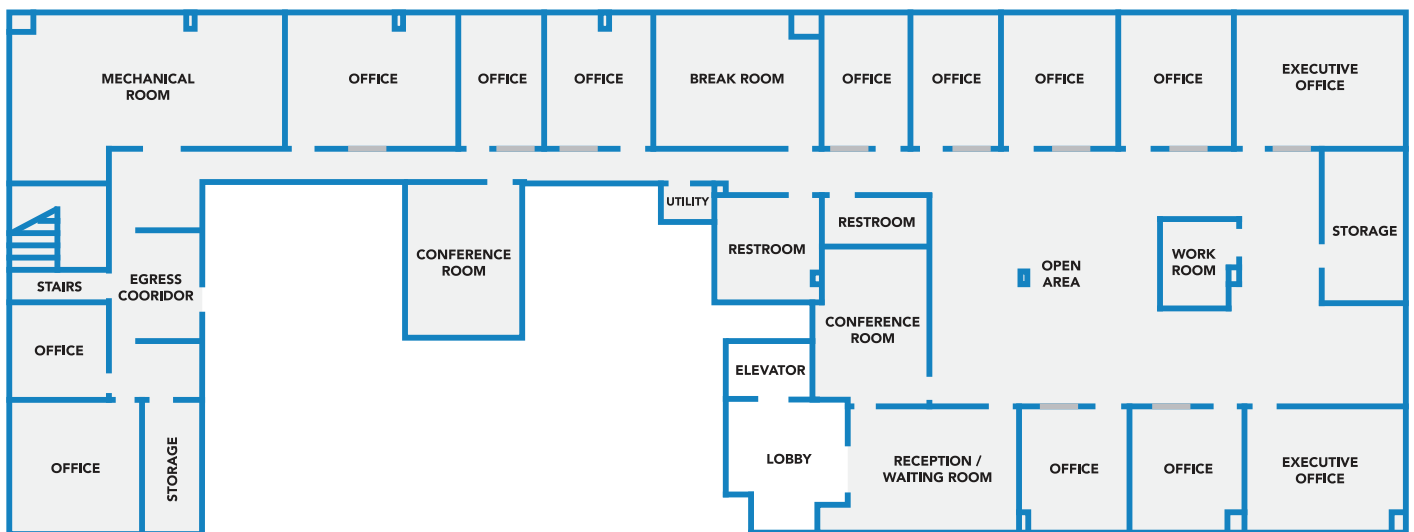 MECHANICAL
ROOM
OFFICE
OFFICE
OFFICE
BREAK ROOM
OFFICE
OFFICE
OFFICE
OFFICE
EXECUTIVE
OFFICE
UTILITY
RESTROOM
RESTROOM
CONFERENCE
ROOM
OPEN
AREA
WORK
ROOM
STORAGE
STAIRS
EGRESS
COORIDOR
CONFERENCE
ROOM
OFFICE
ELEVATOR
OFFICE
STORAGE
LOBBY
RECEPTION /
WAITING ROOM
OFFICE
OFFICE
EXECUTIVE
OFFICE